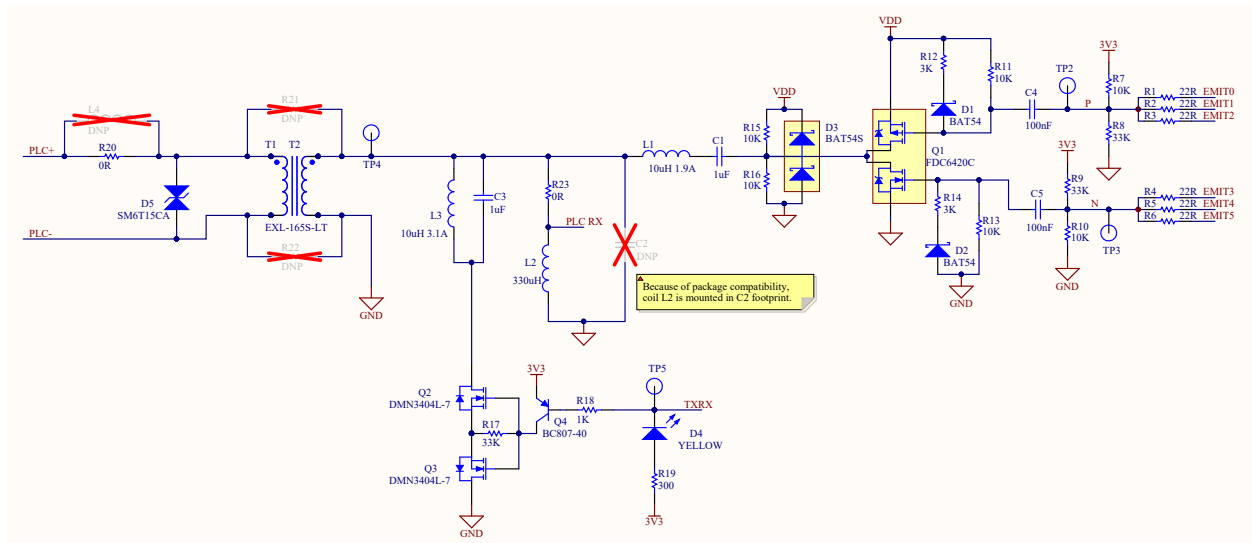 VDD
R12
3K
R11
10K
D1
BAT54
C4
100nF
TP2
P
3V3
R7
10K
R8
33K
R1 22R EMIT0
R2 22R EMIT1
R3 22R EMIT2
L4
DNP
R21
DNP
PLC+
R20
0R
D5
SM6T15CA
PLC-
T1 T2
EXL-165S-LT
R22
DNP
TP4
GND
L3
10uH 3.1A
C3
1uF
R23
0R
PLC RX
L2
330uH
C2
DNP
Because of package compatibility,
coil L2 is mounted in C2 footprint.
L1
10uH 1.9A
C1
1uF
VDD
R15
10K
R16
10K
D3
BAT54S
Q1
FDC6420C
R14
3K
D2
BAT54
R13
10K
GND
C5
100nF
3V3
R9
33K
N
R10
10K
GND
TP3
R4 22R EMIT3
R5 22R EMIT4
R6 22R EMIT5
Q2
DMN3404L-7
R17
33K
Q3
DMN3404L-7
GND
3V3
Q4
BC807-40
R18
1K
TP5
TXRX
D4
YELLOW
R19
300
3V3